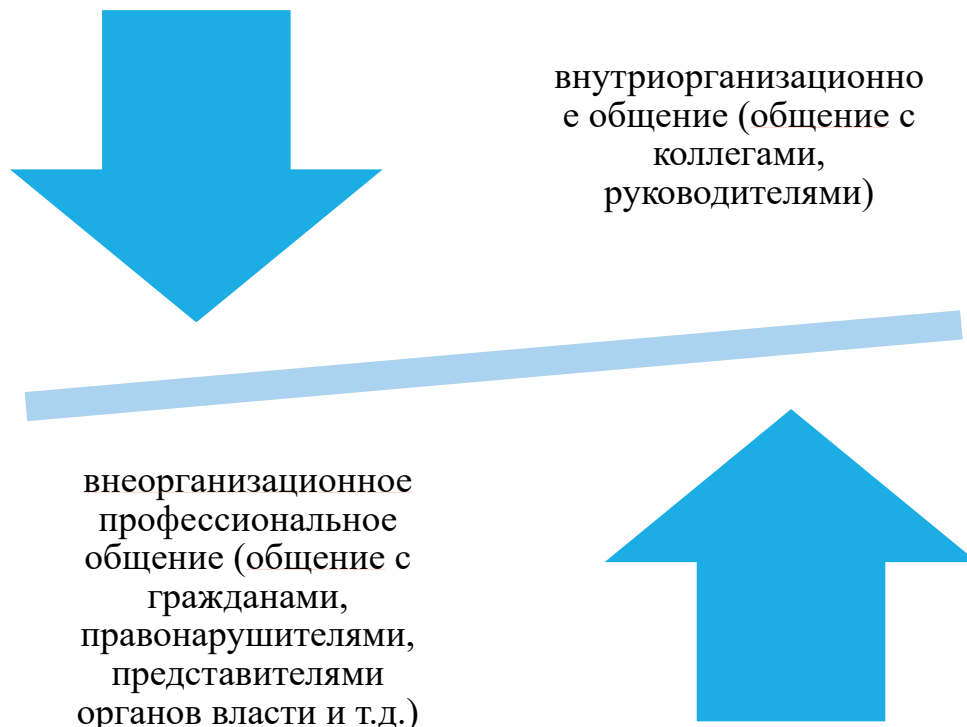 внутриорганизационно
е общение (общение с
коллегами,
руководителями)
внеорганизационное
профессиональное
общение (общение с
гражданами,
правонарушителями,
представителями
органов власти и т.д.)